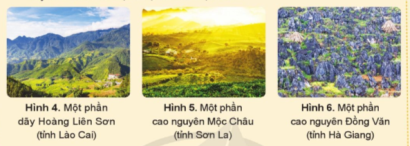 Hình 4. Một phần
dãy Hoàng Liên Sơn
(tỉnh Lào Cai)
Hình 5. Một phần
cao nguyên Mộc Châu
(tỉnh Sơn La)
Hình 6. Một phần
cao nguyên Đồng Văn
(tỉnh Hà Giang)